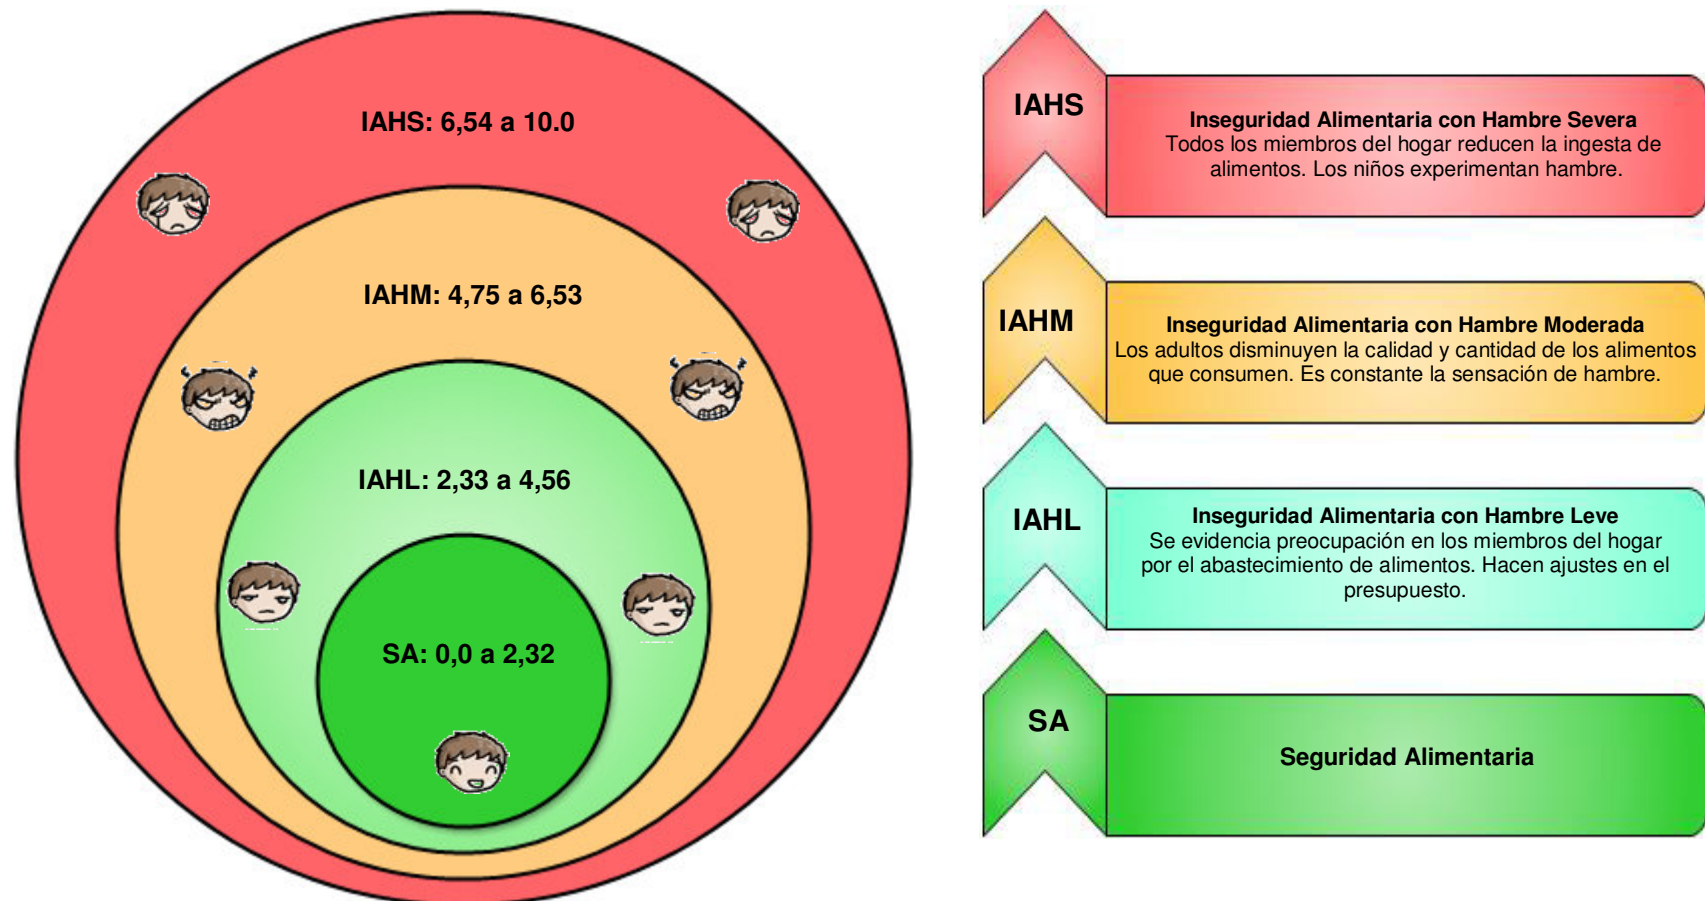 IAHS: 6,54 a 10.0
IAHM: 4,75 a 6,53
IAHL: 2,33 a 4,56
SA: 0,0 a 2,32
IAHS
Inseguridad Alimentaria con Hambre Severa
Todos los miembros del hogar reducen la ingesta de
alimentos. Los niños experimentan hambre.
IAHM
Inseguridad Alimentaria con Hambre Moderada
Los adultos disminuyen la calidad y cantidad de los alimentos
que consumen. Es constante la sensación de hambre.
IAHL
Inseguridad Alimentaria con Hambre Leve
Se evidencia preocupación en los miembros del hogar
por el abastecimiento de alimentos. Hacen ajustes en el
presupuesto.
SA
Seguridad Alimentaria